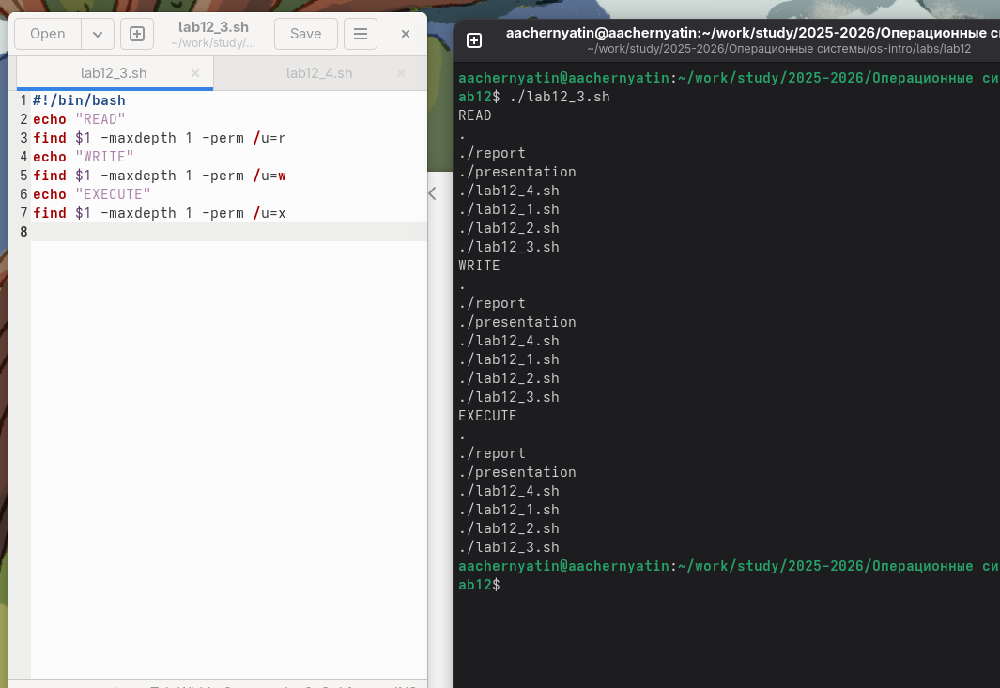 Open
lab12_3.sh
~/work/study/...
Save
lab12_3.sh
lab12_4.sh
1 #!/bin/bash
2 echo "READ"
3 find $1 -maxdepth 1 -perm /u=r
4 echo "WRITE"
5 find $1 -maxdepth 1 -perm /u=w
6 echo "EXECUTE"
7 find $1 -maxdepth 1 -perm /u=x
8
aachernyatin@aachernyatin:~/work/study/2025-2026/Операционные си
~/work/study/2025-2026/Операционные системы/os-intro/labs/lab12
aachernyatin@aachernyatin:~/work/study/2025-2026/Операционные си
ab12$ ./lab12_3.sh
READ
.
./report
./presentation
./lab12_4.sh
./lab12_1.sh
./lab12_2.sh
./lab12_3.sh
WRITE
.
./report
./presentation
./lab12_4.sh
./lab12_1.sh
./lab12_2.sh
./lab12_3.sh
EXECUTE
.
./report
./presentation
./lab12_4.sh
./lab12_1.sh
./lab12_2.sh
./lab12_3.sh
aachernyatin@aachernyatin:~/work/study/2025-2026/Операционные си
ab12$